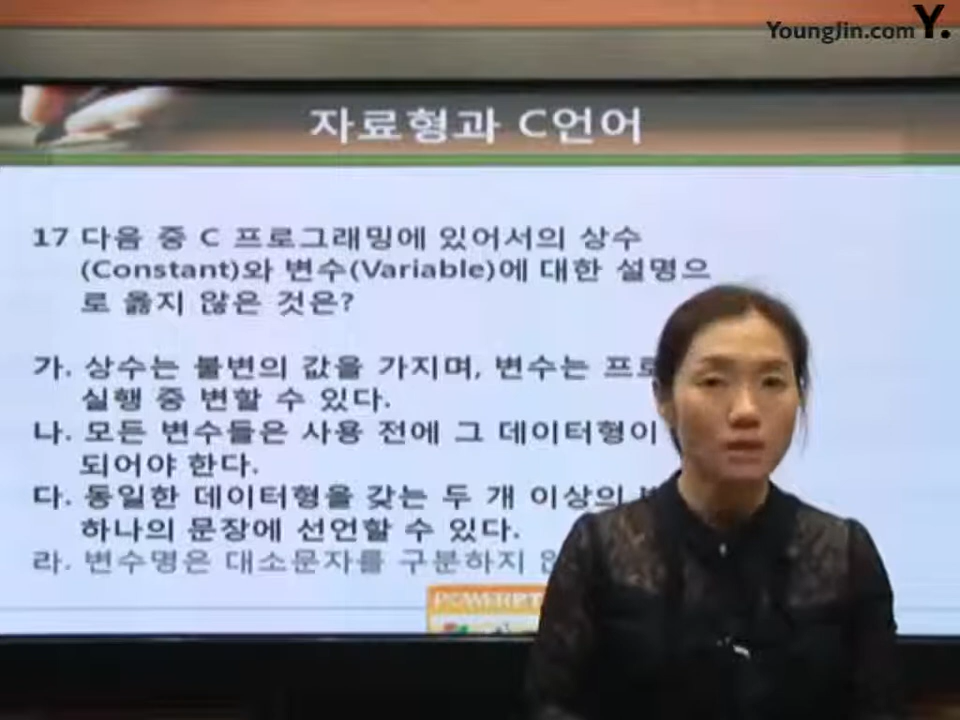 YoungJin.com Y.
자료형과 C언어
17 다음 중 C 프로그래밍에 있어서의 상수
(Constant)와 변수(Variable)에 대한 설명으
로 옳지 않은 것은?
가. 상수는 불변의 값을 가지며, 변수는
실행 중 변할 수 있다.
나. 모든 변수들은 사용 전에 그 데이터형이
되어야 한다.
다. 동일한 데이터형을 갖는 두 개 이상의
하나의 문장에 선언할 수 있다.
라. 변수명은 대소문자를 구분하지
POWERPT